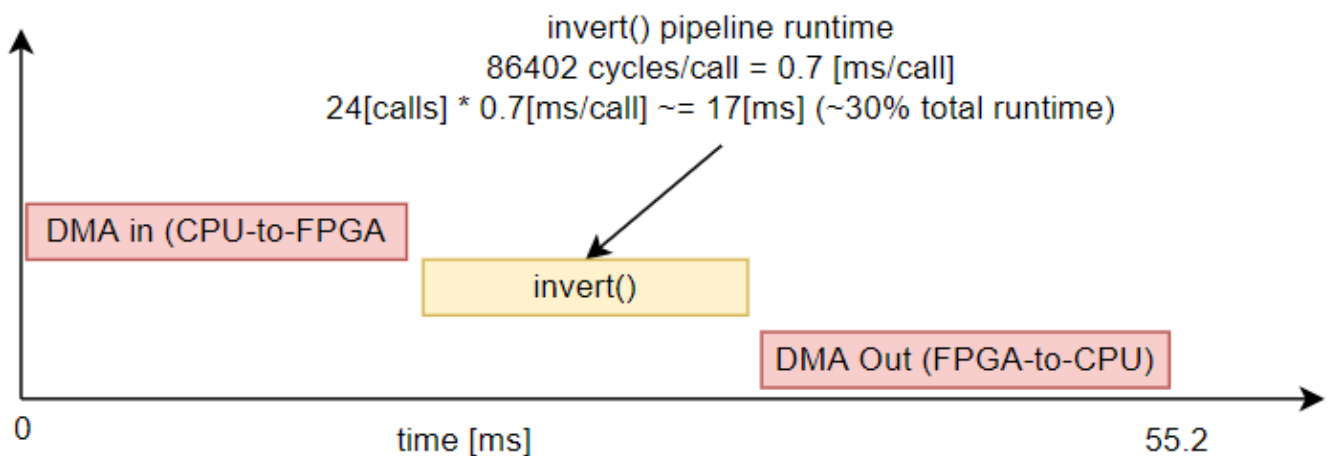 invert() pipeline runtime
86402 cycles/call = 0.7 [ms/call]
24[calls] * 0.7[ms/call] ~= 17[ms] (~30% total runtime)
DMA in (CPU-to-FPGA
invert()
DMA Out (FPGA-to-CPU)
0
time [ms]
55.2